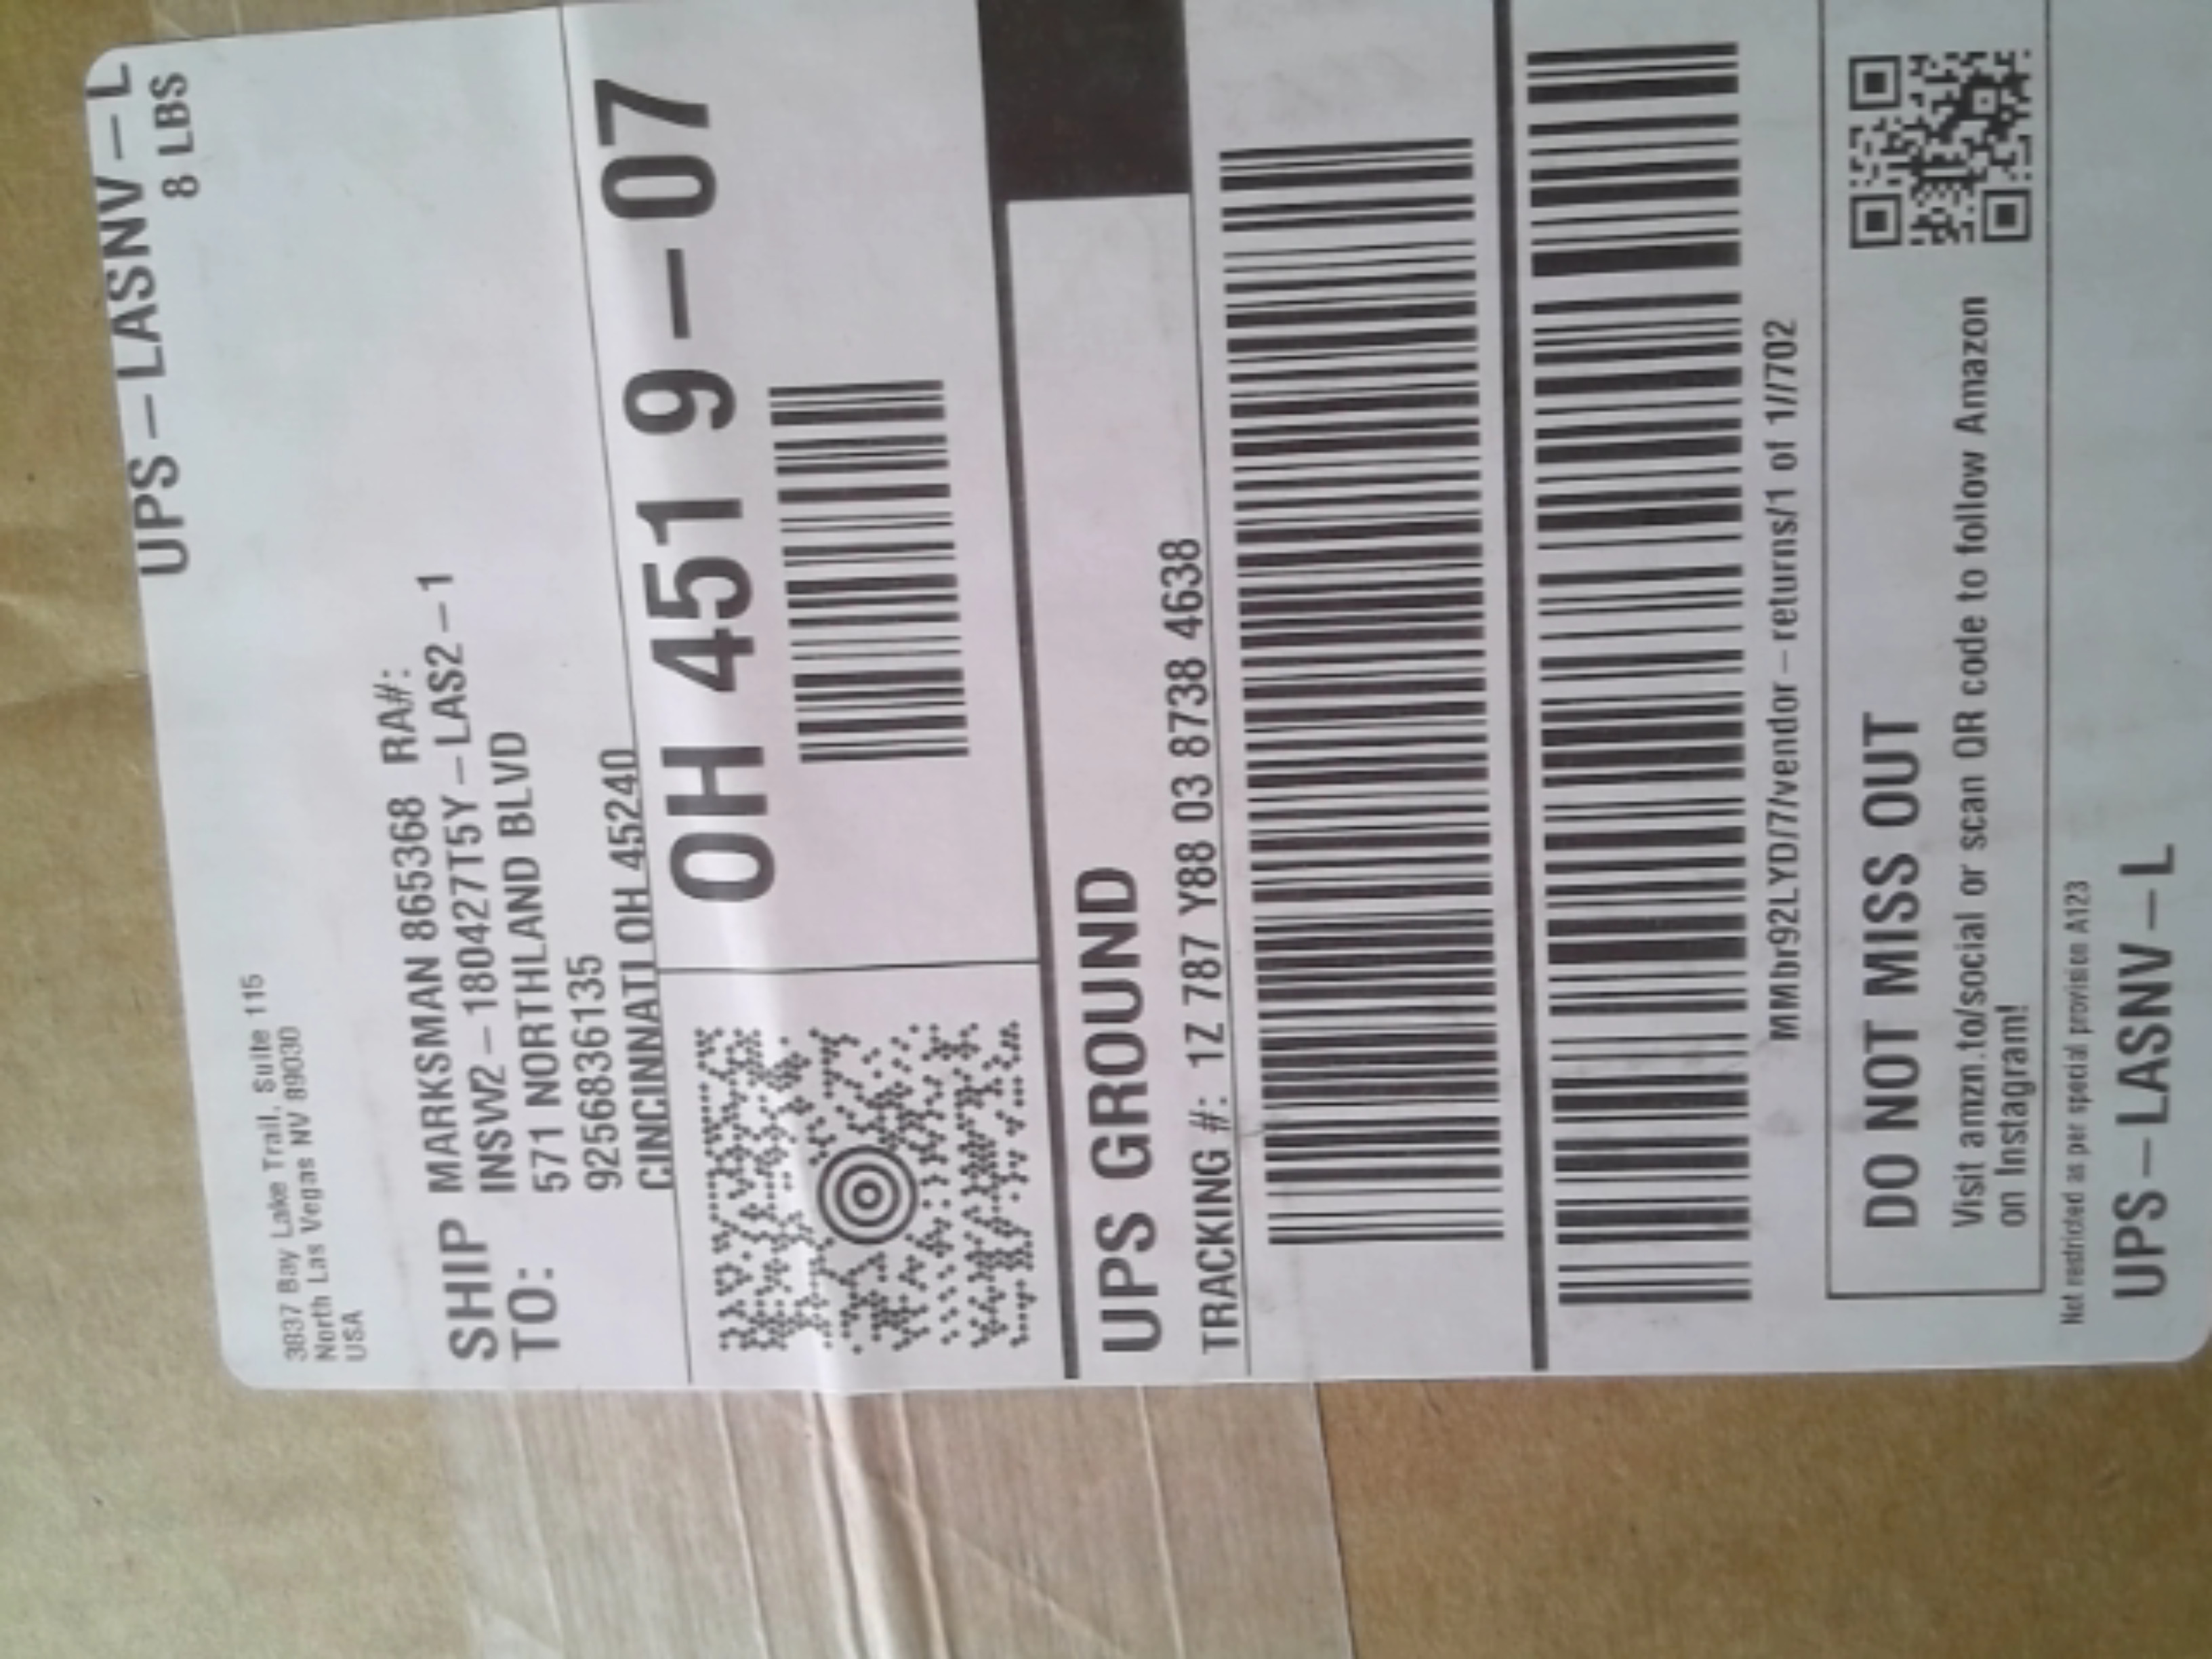 UPS-LASNV-L
8 LBS
3837 Bay Lake Trail, Suite 115
North Las Vegas NV 89030
USA
SHIP TO:
MARKSMAN 865368 RA#:
INSW2-180427T5Y-LAS2-1
571 NORTHLAND BLVD
9256836135
CINCINNATI OH 45240
OH 451 9-07
UPS GROUND
TRACKING #: 1Z 787 Y88 03 8738 4638
MMbr92LYD/7/vendor-returns/1 of 1//702
DO NOT MISS OUT
Visit amzn.to/social or scan QR code to follow Amazon
on Instagram!
Not restricted as per special provision A123
UPS-LASNV-L